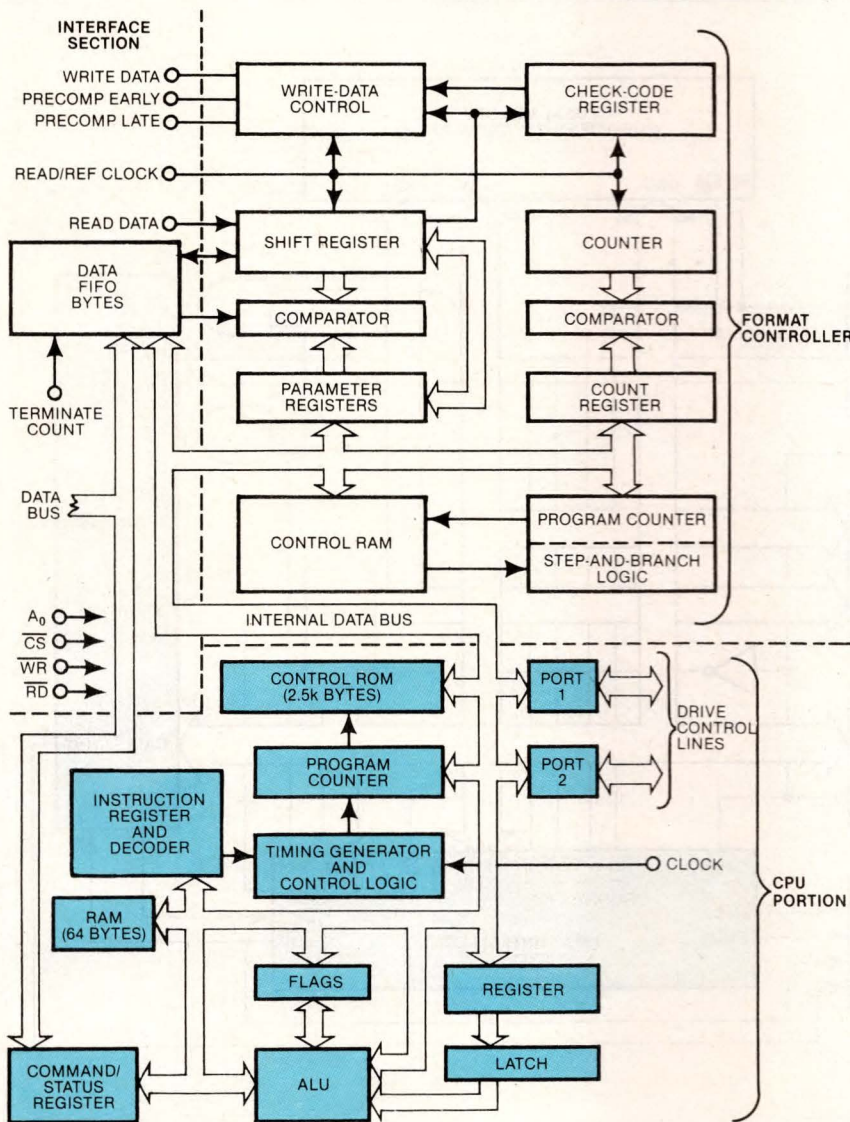 INTERFACE
SECTION
WRITE DATA
PRECOMP EARLY
PRECOMP LATE
READ/REF CLOCK
READ DATA
WRITE-DATA
CONTROL
CHECK-CODE
REGISTER
SHIFT REGISTER
COUNTER
DATA
FIFO
BYTES
COMPARATOR
COMPARATOR
FORMAT
CONTROLLER
PARAMETER
REGISTERS
COUNT
REGISTER
TERMINATE
COUNT
DATA
BUS
CONTROL RAM
PROGRAM COUNTER
STEP-AND-BRANCH
LOGIC
A₀
C̅S̅
W̅R̅
R̅D̅
INTERNAL DATA BUS
CONTROL ROM
(2.5k BYTES)
PORT
1
DRIVE
CONTROL
LINES
PROGRAM
COUNTER
PORT
2
INSTRUCTION
REGISTER
AND
DECODER
TIMING GENERATOR
AND
CONTROL LOGIC
CLOCK
CPU
PORTION
RAM
(64 BYTES)
FLAGS
REGISTER
COMMAND/
STATUS
REGISTER
ALU
LATCH